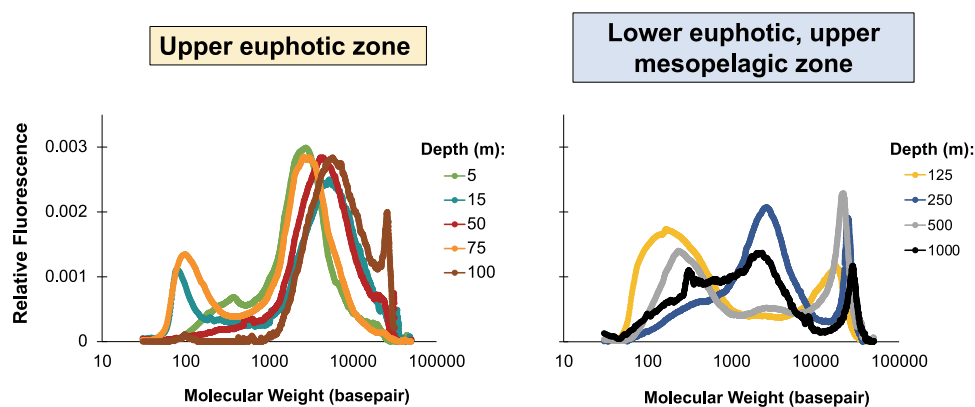 Upper euphotic zone
Lower euphotic, upper
mesopelagic zone
Relative Fluorescence
0.003
0.002
0.001
0
10
100
1000
10000
100000
Molecular Weight (basepair)
Depth (m):
5
15
50
75
100
10
100
1000
10000
100000
Molecular Weight (basepair)
Depth (m):
125
250
500
1000